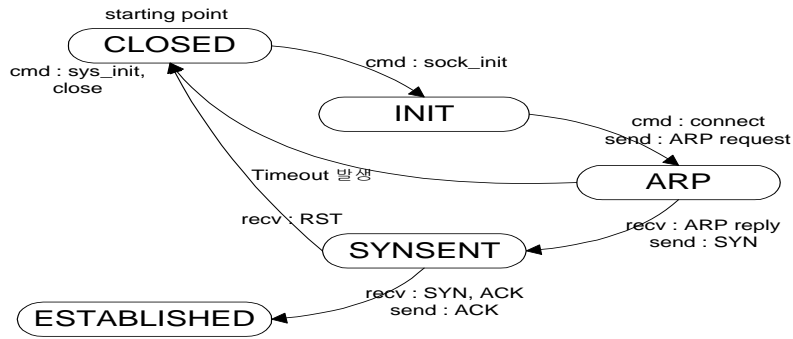 starting point
CLOSED
cmd : sys_init,
close
cmd : sock_init
INIT
cmd : connect
send : ARP request
ARP
Timeout 발생
recv : RST
recv : ARP reply
send : SYN
SYNSENT
recv : SYN, ACK
send : ACK
ESTABLISHED